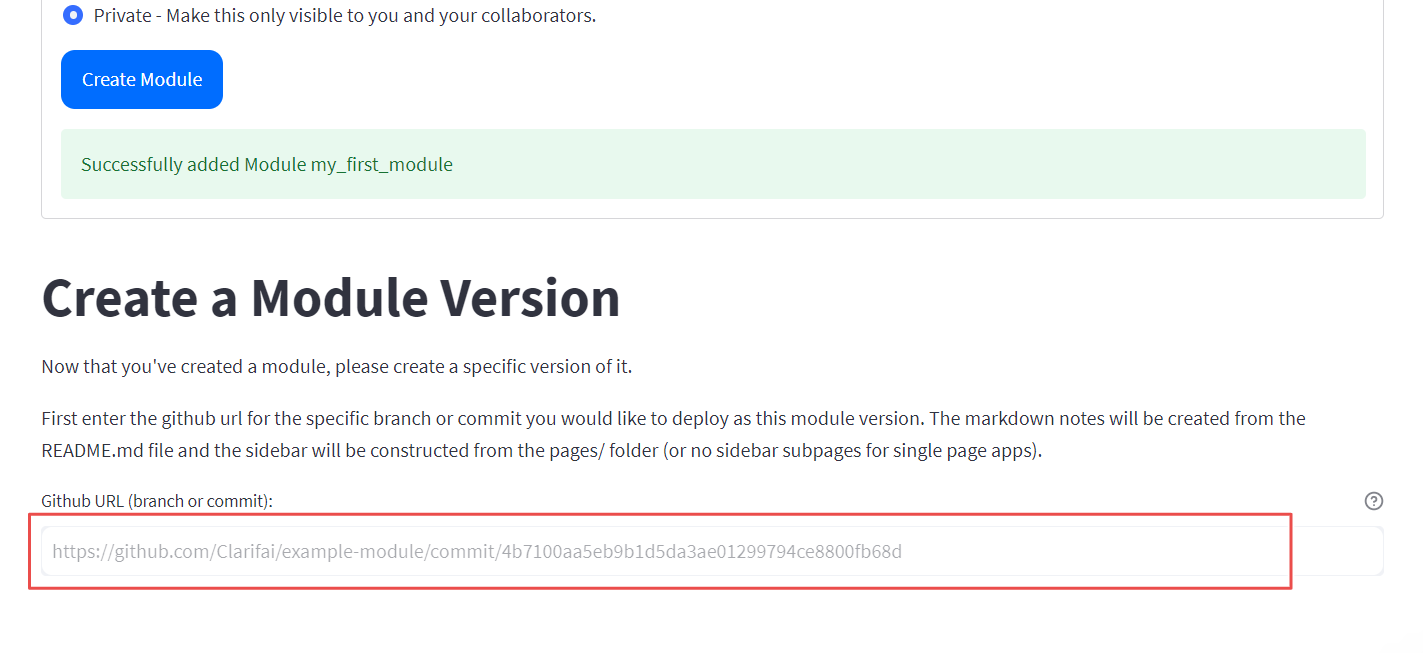 Private - Make this only visible to you and your collaborators.
Create Module
Successfully added Module my_first_module
Create a Module Version
Now that you've created a module, please create a specific version of it.
First enter the github url for the specific branch or commit you would like to deploy as this module version. The markdown notes will be created from the
README.md file and the sidebar will be constructed from the pages/ folder (or no sidebar subpages for single page apps).
Github URL (branch or commit):
https://github.com/Clarifai/example-module/commit/4b7100aa5eb9b1d5da3ae01299794ce8800fb68d